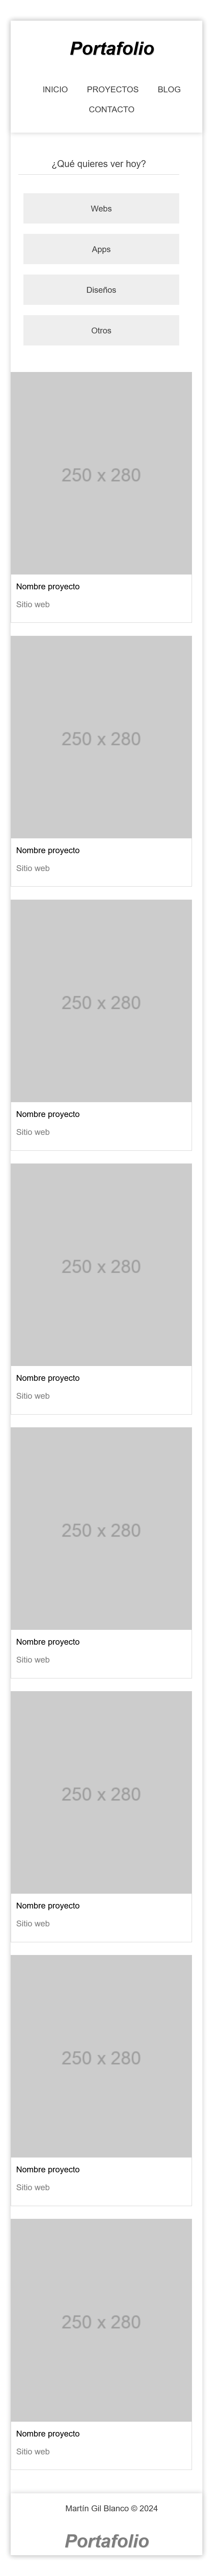 Portafolio
INICIO PROYECTOS BLOG
CONTACTO
¿Qué quieres ver hoy?
Webs
Apps
Diseños
Otros
250 x 280
Nombre proyecto
Sitio web
250 x 280
Nombre proyecto
Sitio web
250 x 280
Nombre proyecto
Sitio web
250 x 280
Nombre proyecto
Sitio web
250 x 280
Nombre proyecto
Sitio web
250 x 280
Nombre proyecto
Sitio web
250 x 280
Nombre proyecto
Sitio web
250 x 280
Nombre proyecto
Sitio web
Martín Gil Blanco © 2024
Portafolio